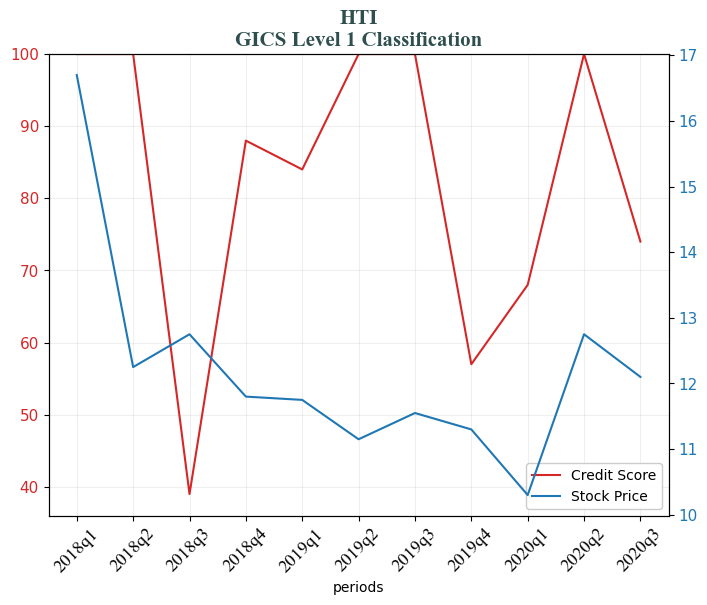 HTI
GICS Level 1 Classification
100
90
80
70
60
50
40
17
16
15
14
13
12
11
10
Credit Score
Stock Price
2018q1
2018q2
2018q3
2018q4
2019q1
2019q2
2019q3
2019q4
2020q1
2020q2
2020q3
periods